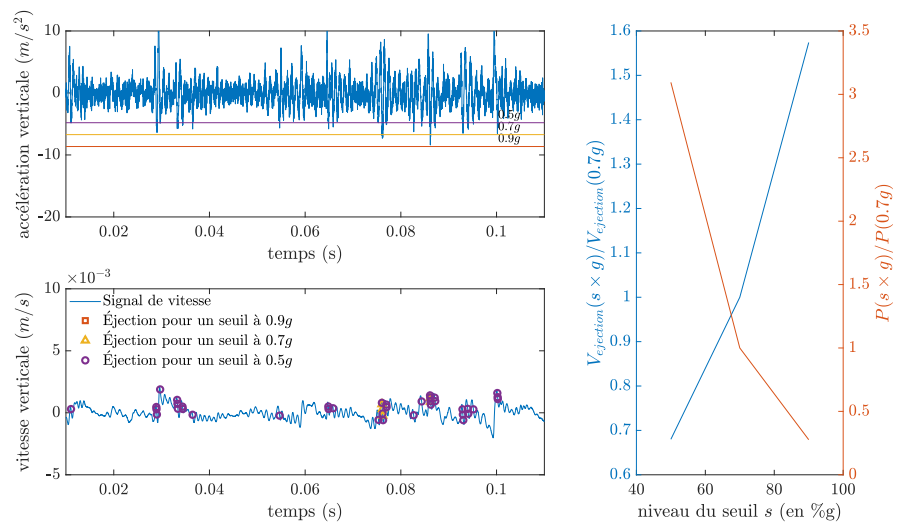 accélération verticale (m/s²)
10
0
-10
-20
0.5g
0.7g
0.9g
0.02 0.04 0.06 0.08 0.1
temps (s)
vitesse verticale (m/s)
×10⁻³
10
5
0
-5
Signal de vitesse
Éjection pour un seuil à 0.9g
Éjection pour un seuil à 0.7g
Éjection pour un seuil à 0.5g
0.02 0.04 0.06 0.08 0.1
temps (s)
V_ejection(s × g)/V_ejection(0.7g)
1.6
1.5
1.4
1.3
1.2
1.1
1
0.9
0.8
0.7
0.6
3.5
3
2.5
2
1.5
1
0.5
0
P(s × g)/P(0.7g)
40 60 80 100
niveau du seuil s (en %g)